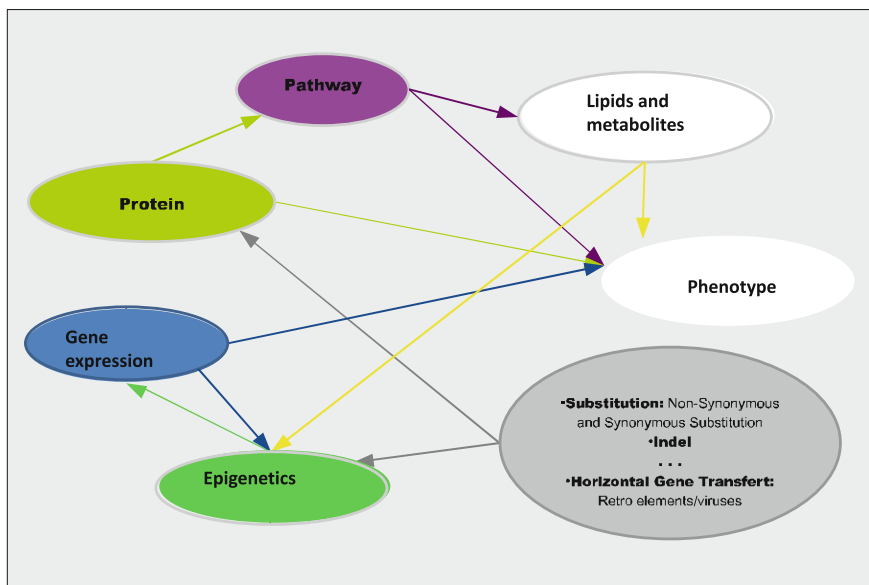 Pathway
Lipids and
metabolites
Protein
Phenotype
Gene
expression
•Substitution: Non-Synonymous
and Synonymous Substitution
•Indel
. . .
•Horizontal Gene Transfert:
Retro elements/viruses
Epigenetics